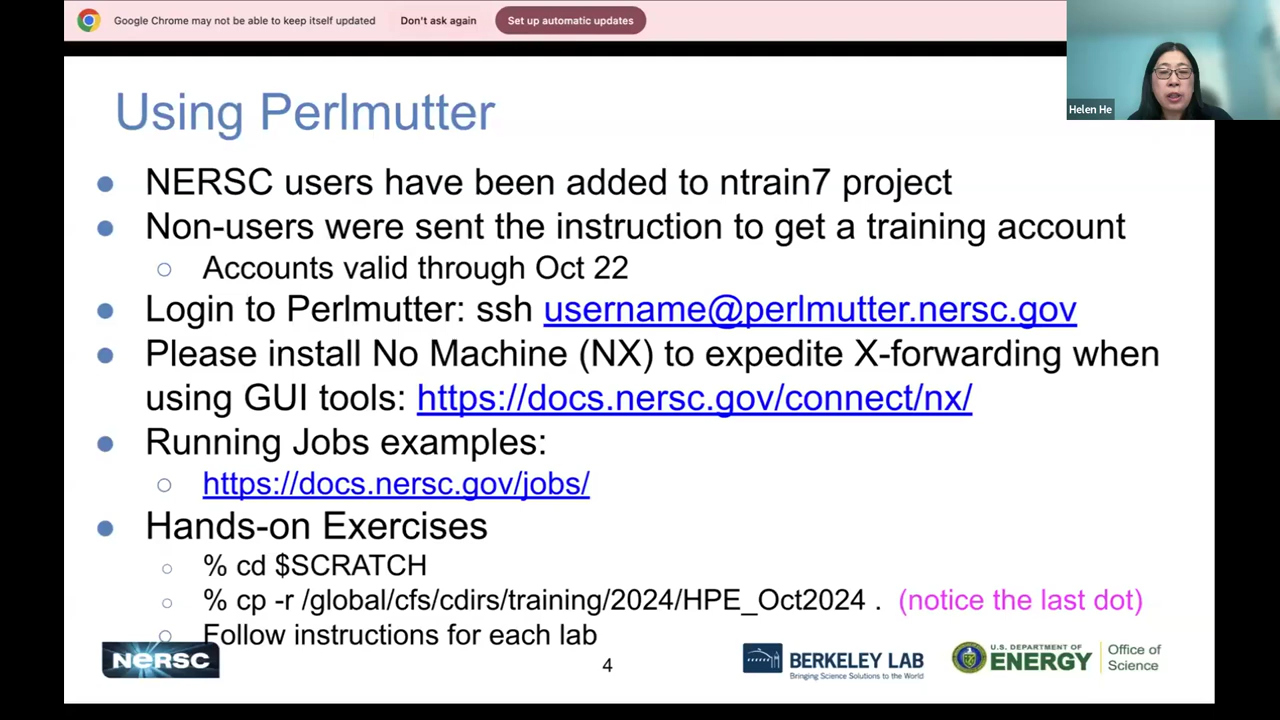 Google Chrome may not be able to keep itself updated Don't ask again Set up automatic updates
Helen He
Using Perlmutter
● NERSC users have been added to ntrain7 project
● Non-users were sent the instruction to get a training account
○ Accounts valid through Oct 22
● Login to Perlmutter: ssh username@perlmutter.nersc.gov
● Please install No Machine (NX) to expedite X-forwarding when
using GUI tools: https://docs.nersc.gov/connect/nx/
● Running Jobs examples:
○ https://docs.nersc.gov/jobs/
● Hands-on Exercises
○ % cd $SCRATCH
○ % cp -r /global/cfs/cdirs/training/2024/HPE_Oct2024 . (notice the last dot)
○ Follow instructions for each lab
NERSC
4
BERKELEY LAB
Bringing Science Solutions to the World
U.S. DEPARTMENT OF
ENERGY
Office of
Science